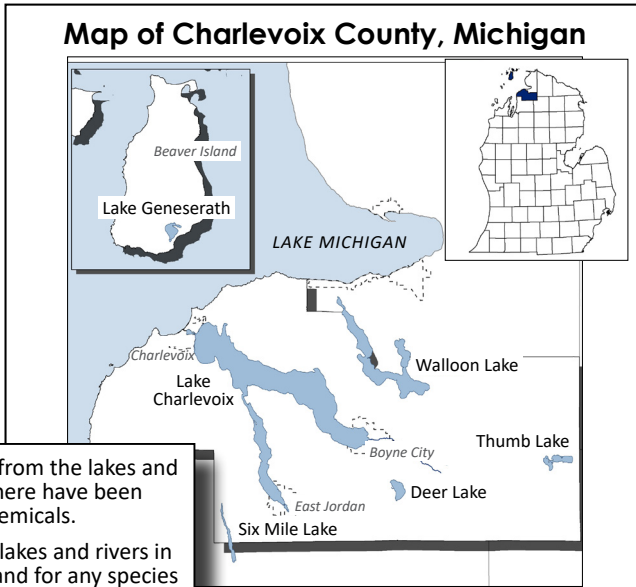 Map of Charlevoix County, Michigan
Beaver Island
Lake Geneserath
LAKE MICHIGAN
Charlevoix
Lake
Charlevoix
Walloon Lake
Boyne City
Thumb Lake
Deer Lake
East Jordan
Six Mile Lake
from the lakes and
here have been
emicals.
lakes and rivers in
and for any species